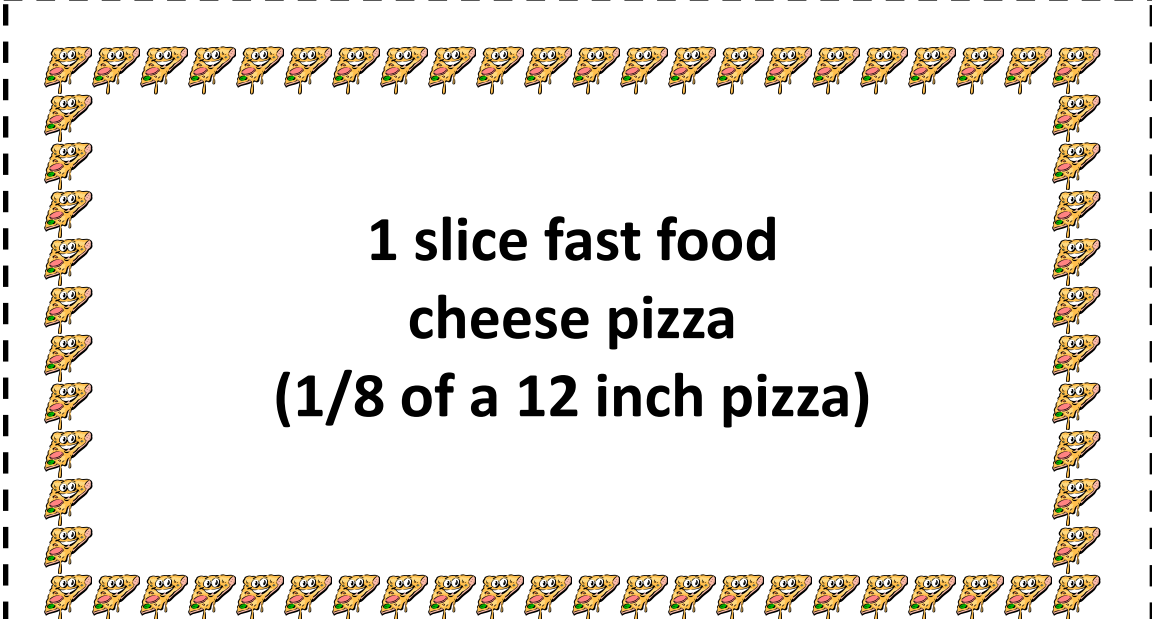 1 slice fast food
cheese pizza
(1/8 of a 12 inch pizza)